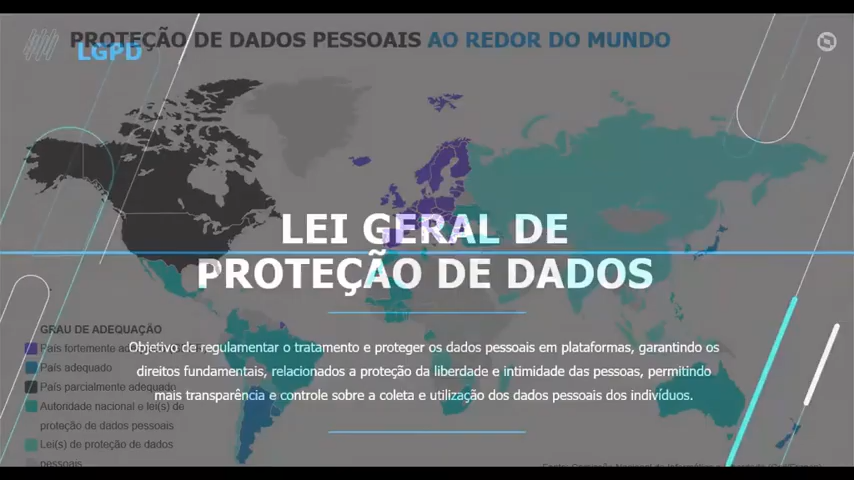 PROTEÇÃO DE DADOS PESSOAIS AO REDOR DO MUNDO
LGPD
LEI GERAL DE
PROTEÇÃO DE DADOS
Objetivo de regulamentar o tratamento e proteger os dados pessoais em plataformas, garantindo os
direitos fundamentais, relacionados a proteção da liberdade e intimidade das pessoas, permitindo
mais transparência e controle sobre a coleta e utilização dos dados pessoais dos indivíduos.
GRAU DE ADEQUAÇÃO
País fortemente
País adequado
País parcialmente adequado
Autoridade nacional e lei(s) de
proteção de dados pessoais
Lei(s) de proteção de dados
pessoais